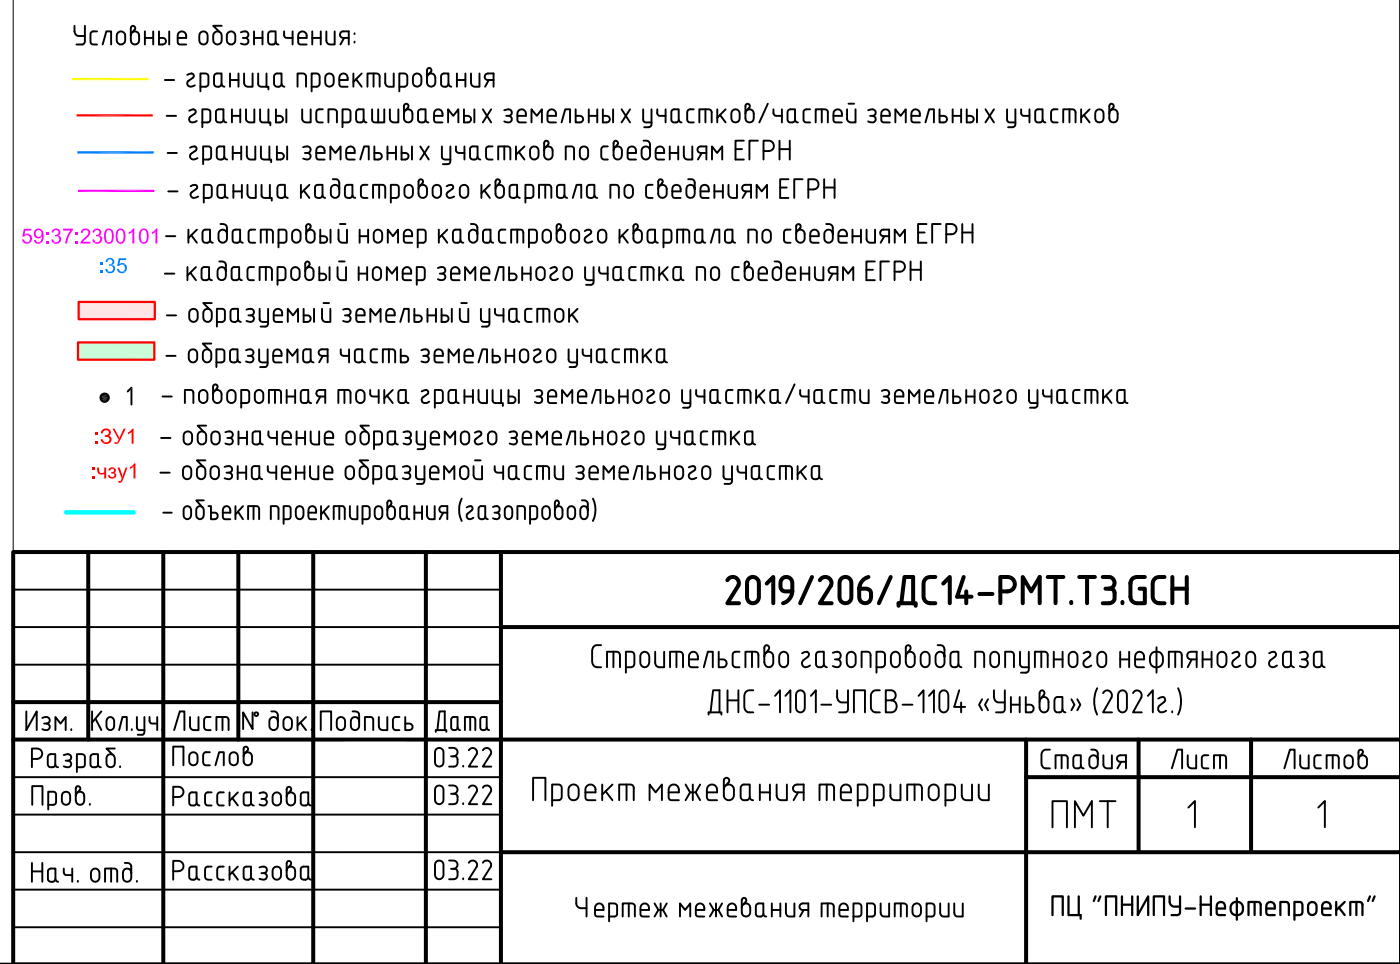 Условные обозначения:
– граница проектирования
– границы испрашиваемых земельных участков/частей земельных участков
– границы земельных участков по сведениям ЕГРН
– граница кадастрового квартала по сведениям ЕГРН
59:37:2300101 – кадастровый номер кадастрового квартала по сведениям ЕГРН
:35 – кадастровый номер земельного участка по сведениям ЕГРН
– образуемый земельный участок
– образуемая часть земельного участка
1 – поворотная точка границы земельного участка/части земельного участка
:ЗУ1 – обозначение образуемого земельного участка
:чзу1 – обозначение образуемой части земельного участка
– объект проектирования (газопровод)
2019/206/ДС14-PMT.ТЗ.GCH
Строительство газопровода попутного нефтяного газа
ДНС-1101-УПСВ-1104 «Уньва» (2021г.)
Изм. Кол.уч Лист № док. Подпись Дата
Разраб. Послов 03.22
Пров. Рассказова 03.22
Нач. отд. Рассказова 03.22
Проект межевания территории
Стадия Лист Листов
ПМТ 1 1
Чертеж межевания территории
ПЦ "ПНИПУ-Нефтепроект"